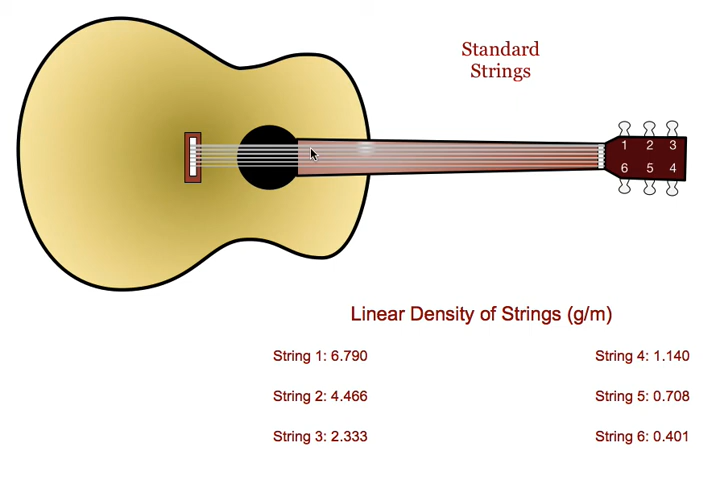 Standard
Strings
1 2 3
6 5 4
Linear Density of Strings (g/m)
String 1: 6.790
String 4: 1.140
String 2: 4.466
String 5: 0.708
String 3: 2.333
String 6: 0.401